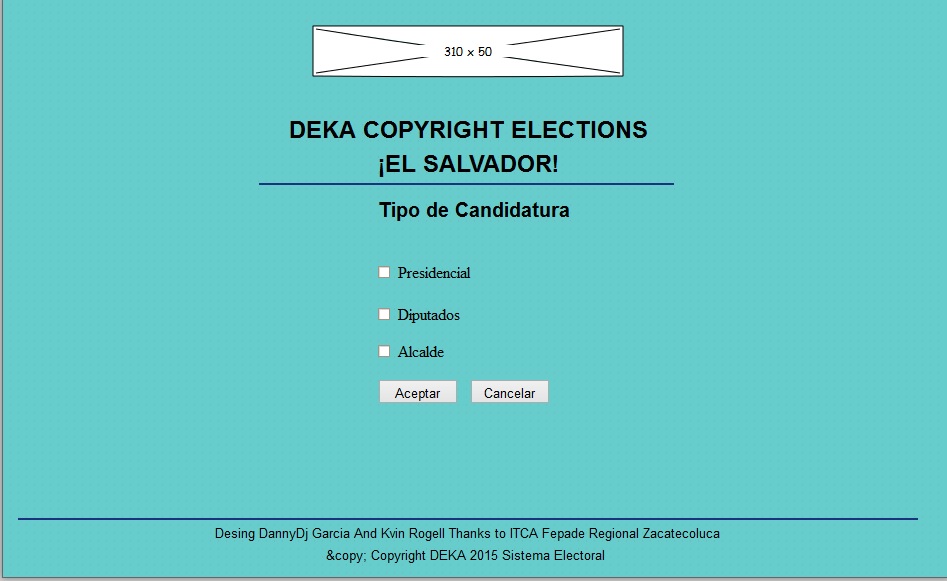 310 × 50
DEKA COPYRIGHT ELECTIONS
¡EL SALVADOR!
Tipo de Candidatura
Presidencial
Diputados
Alcalde
Aceptar Cancelar
Desing DannyDj Garcia And Kvin Rogell Thanks to ITCA Fepade Regional Zacatecoluca
&copy; Copyright DEKA 2015 Sistema Electoral